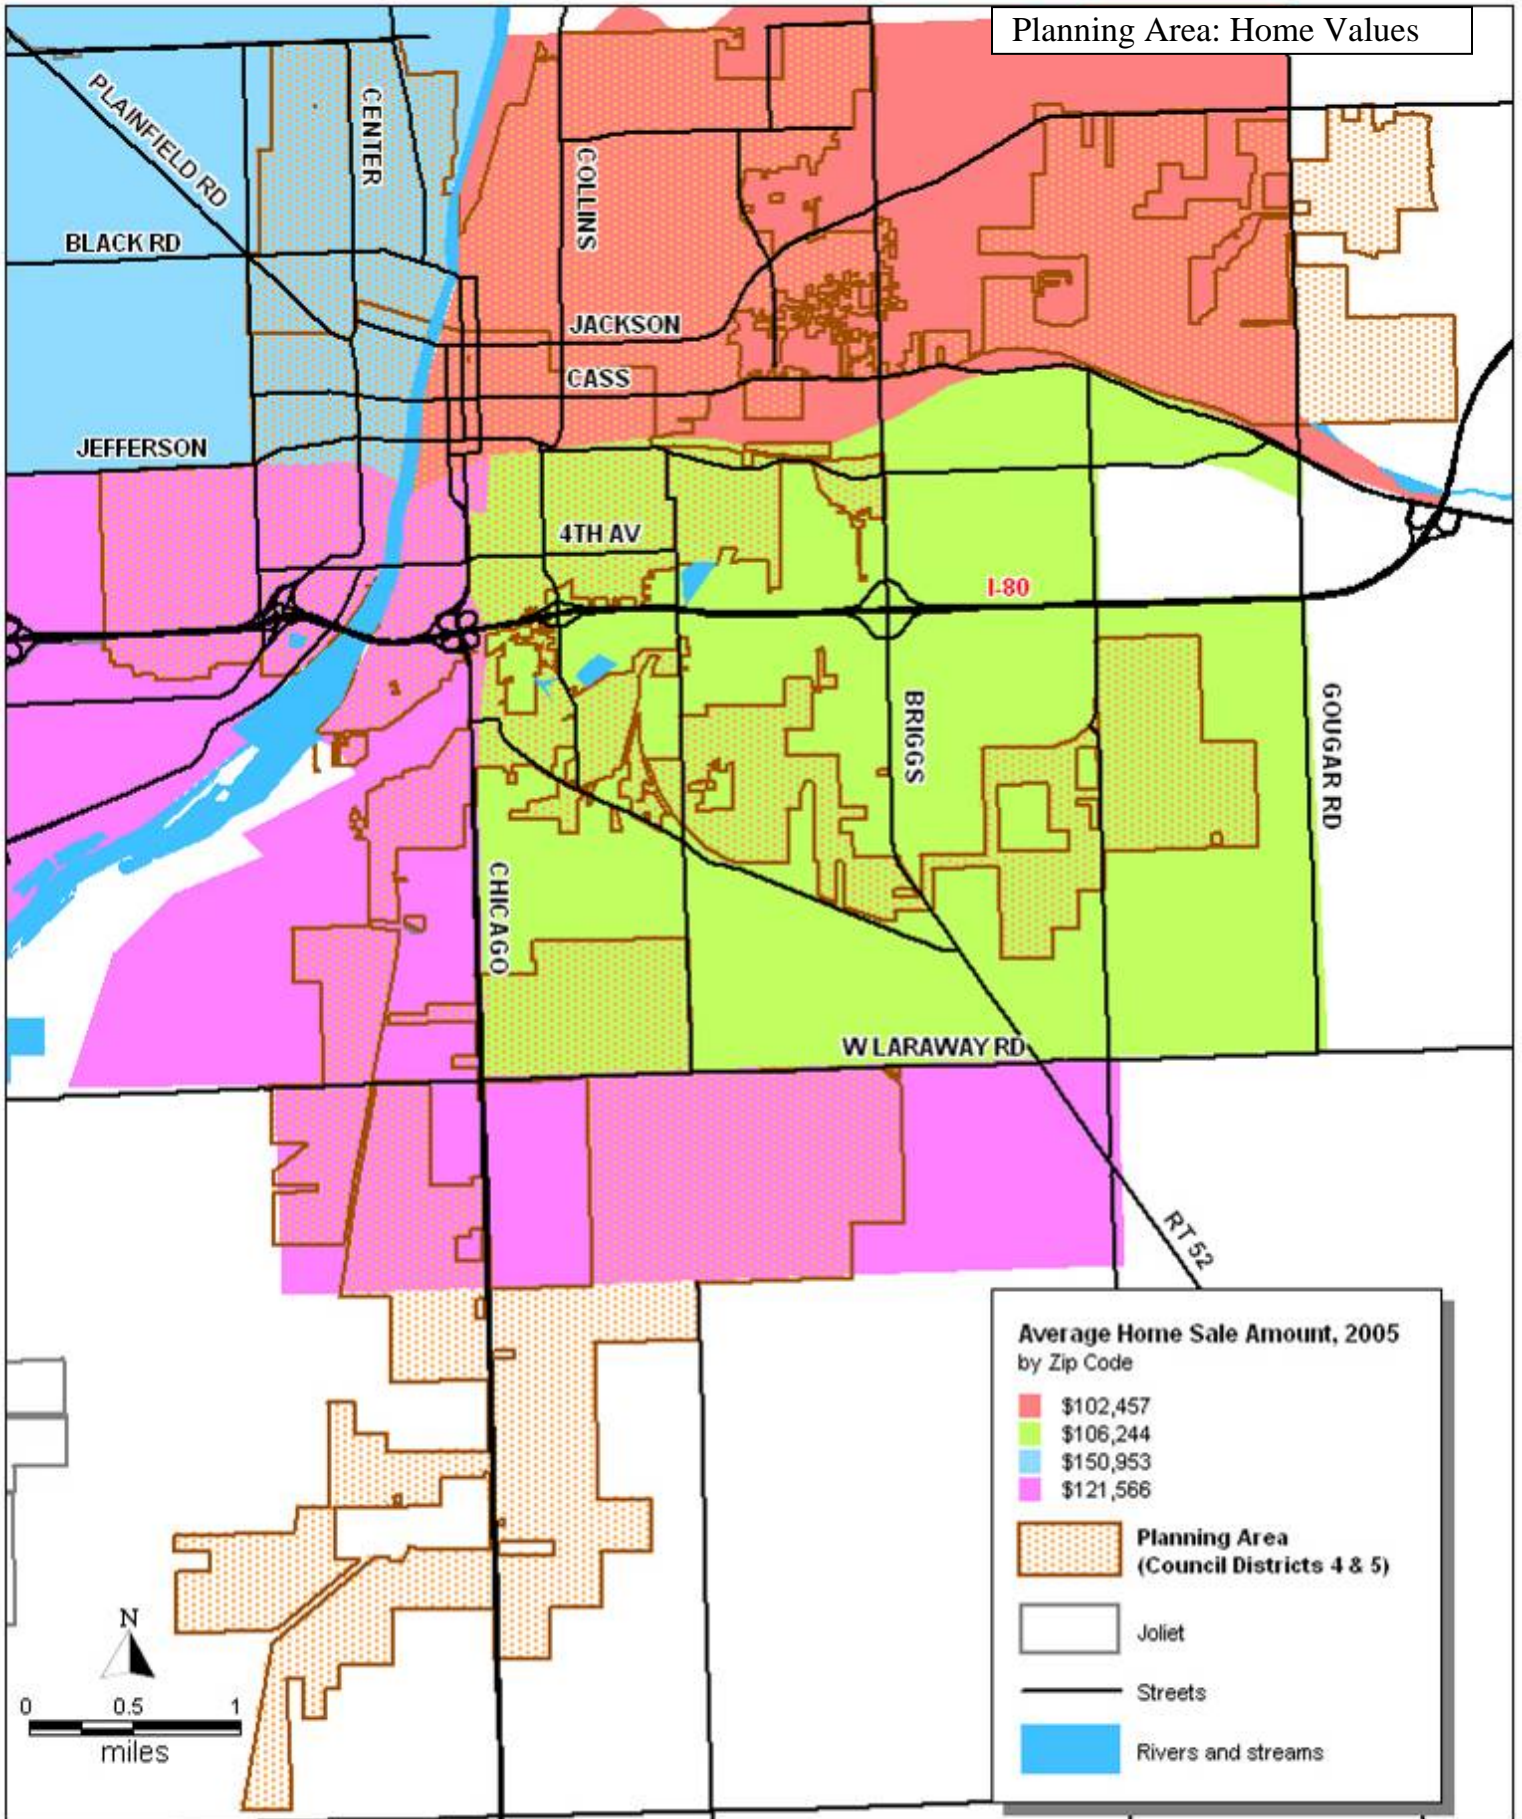 Planning Area: Home Values
PLAINFIELD RD
CENTER
COLLINS
BLACK RD
JACKSON
CASS
JEFFERSON
4TH AV
I-80
BRIGGS
GOUGAR RD
CHICAGO
W LARAWAY RD
RT 52
Average Home Sale Amount, 2005
by Zip Code
$102,457
$106,244
$150,953
$121,566
Planning Area
(Council Districts 4 & 5)
Joliet
Streets
Rivers and streams
N
0 0.5 1
miles